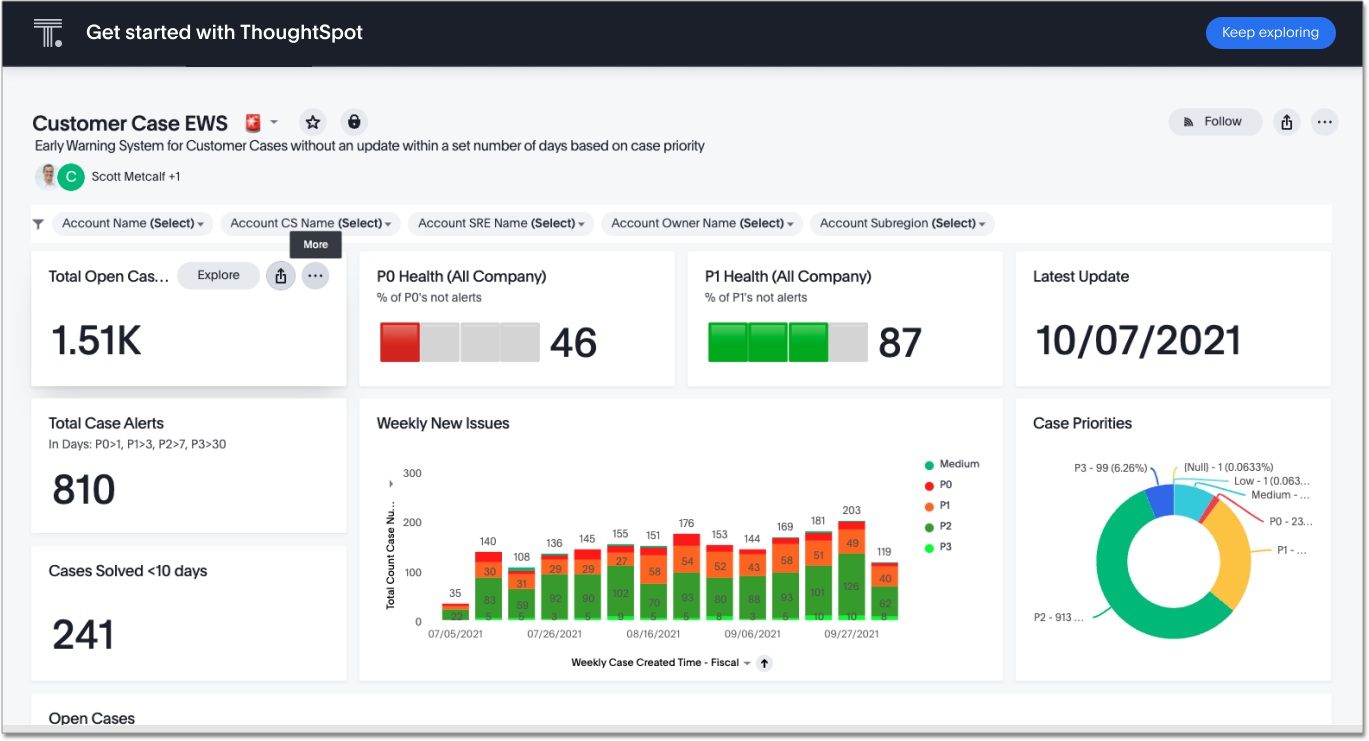 Get started with ThoughtSpot
Keep exploring
Customer Case EWS
Follow
Early Warning System for Customer Cases without an update within a set number of days based on case priority
C
Scott Metcalf +1
Account Name (Select)
Account CS Name (Select)
Account SRE Name (Select)
Account Owner Name (Select)
Account Subregion (Select)
More
Total Open Cas...
Explore
1.51K
P0 Health (All Company)
% of P0's not alerts
46
P1 Health (All Company)
% of P1's not alerts
87
Latest Update
10/07/2021
Total Case Alerts
In Days: P0>1, P1>3, P2>7, P3>30
810
Cases Solved <10 days
241
Weekly New Issues
Total Count Case Nu...
300
200
100
0
35
140
108
136
145
155
151
176
153
144
169
181
203
119
30
31
29
29
27
58
54
52
43
58
51
49
40
22
83
59
92
90
102
70
93
80
88
93
101
126
62
5
5
3
5
9
5
5
8
3
5
10
10
8
07/05/2021
07/26/2021
08/16/2021
09/06/2021
09/27/2021
Weekly Case Created Time - Fiscal
Medium
P0
P1
P2
P3
Case Priorities
P3 - 99 (6.26%)
(Null) - 1 (0.0633%)
Low - 1 (0.063...
Medium - ...
P0 - 23...
P1 - ...
P2 - 913 ...
Open Cases